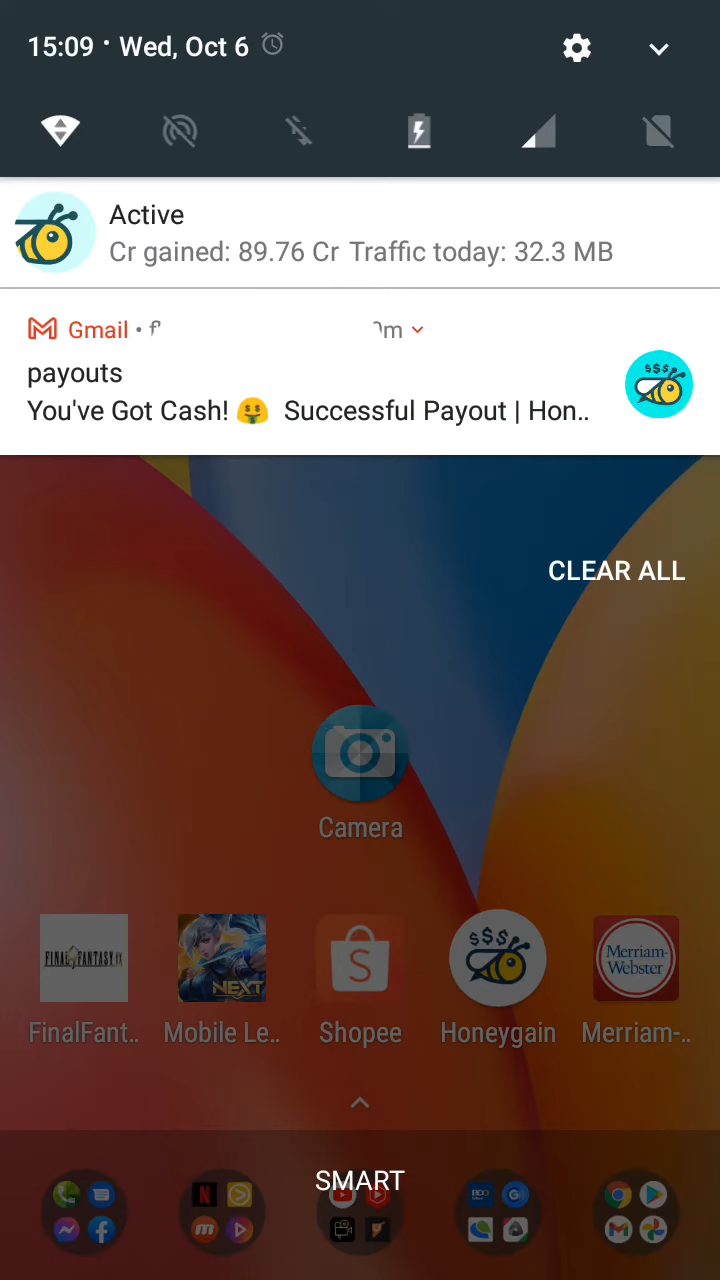 15:09 • Wed, Oct 6
Active
Cr gained: 89.76 Cr Traffic today: 32.3 MB
Gmail •
payouts
You've Got Cash! 🤑 Successful Payout | Hon..
$$$
CLEAR ALL
Camera
FINAL FANTASY IX
NEXT
S
$$$
Merriam-
Webster
FinalFant..
Mobile Le..
Shopee
Honeygain
Merriam-..
SMART
N
BDO
G